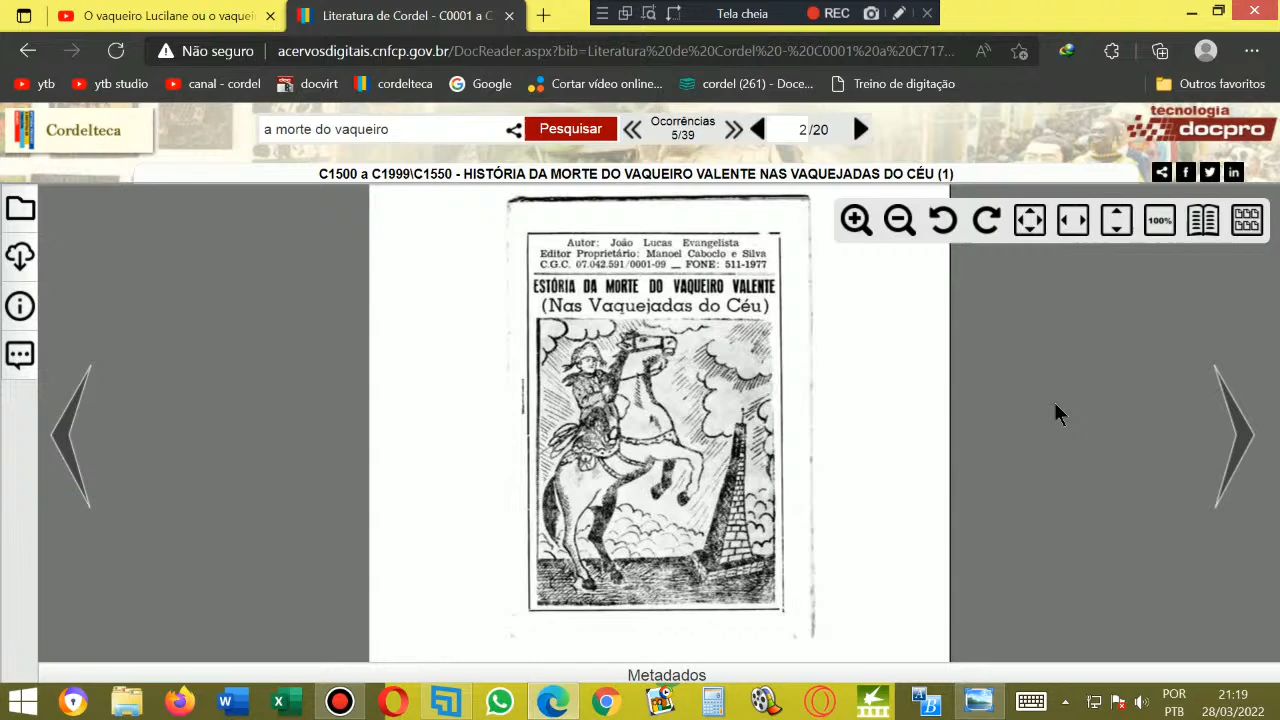 O vaqueiro Lucilane ou o vaquei
Literatura de Cordel - C0001 a C
Tela cheia
REC
Não seguro
acervosdigitais.cnfcp.gov.br/DocReader.aspx?bib=Literatura%20de%20Cordel%20-%20C0001%20a%20C717...
ytb
ytb studio
canal - cordel
docvirt
cordelteca
Google
Cortar vídeo online...
cordel (261) - Doce...
Treino de digitação
Outros favoritos
Cordelteca
a morte do vaqueiro
Pesquisar
Ocorrências
5/39
2/20
tecnologia
docpro
C1500 a C1999\C1550 - HISTÓRIA DA MORTE DO VAQUEIRO VALENTE NAS VAQUEJADAS DO CÉU (1)
100%
Autor: João Lucas Evangelista
Editor Proprietário: Manoel Caboclo e Silva
C.G.C. 07.042.591/0001-09 __ FONE: 511-1977
ESTÓRIA DA MORTE DO VAQUEIRO VALENTE
(Nas Vaquejadas do Céu)
Metadados
POR
PTB
21:19
28/03/2022